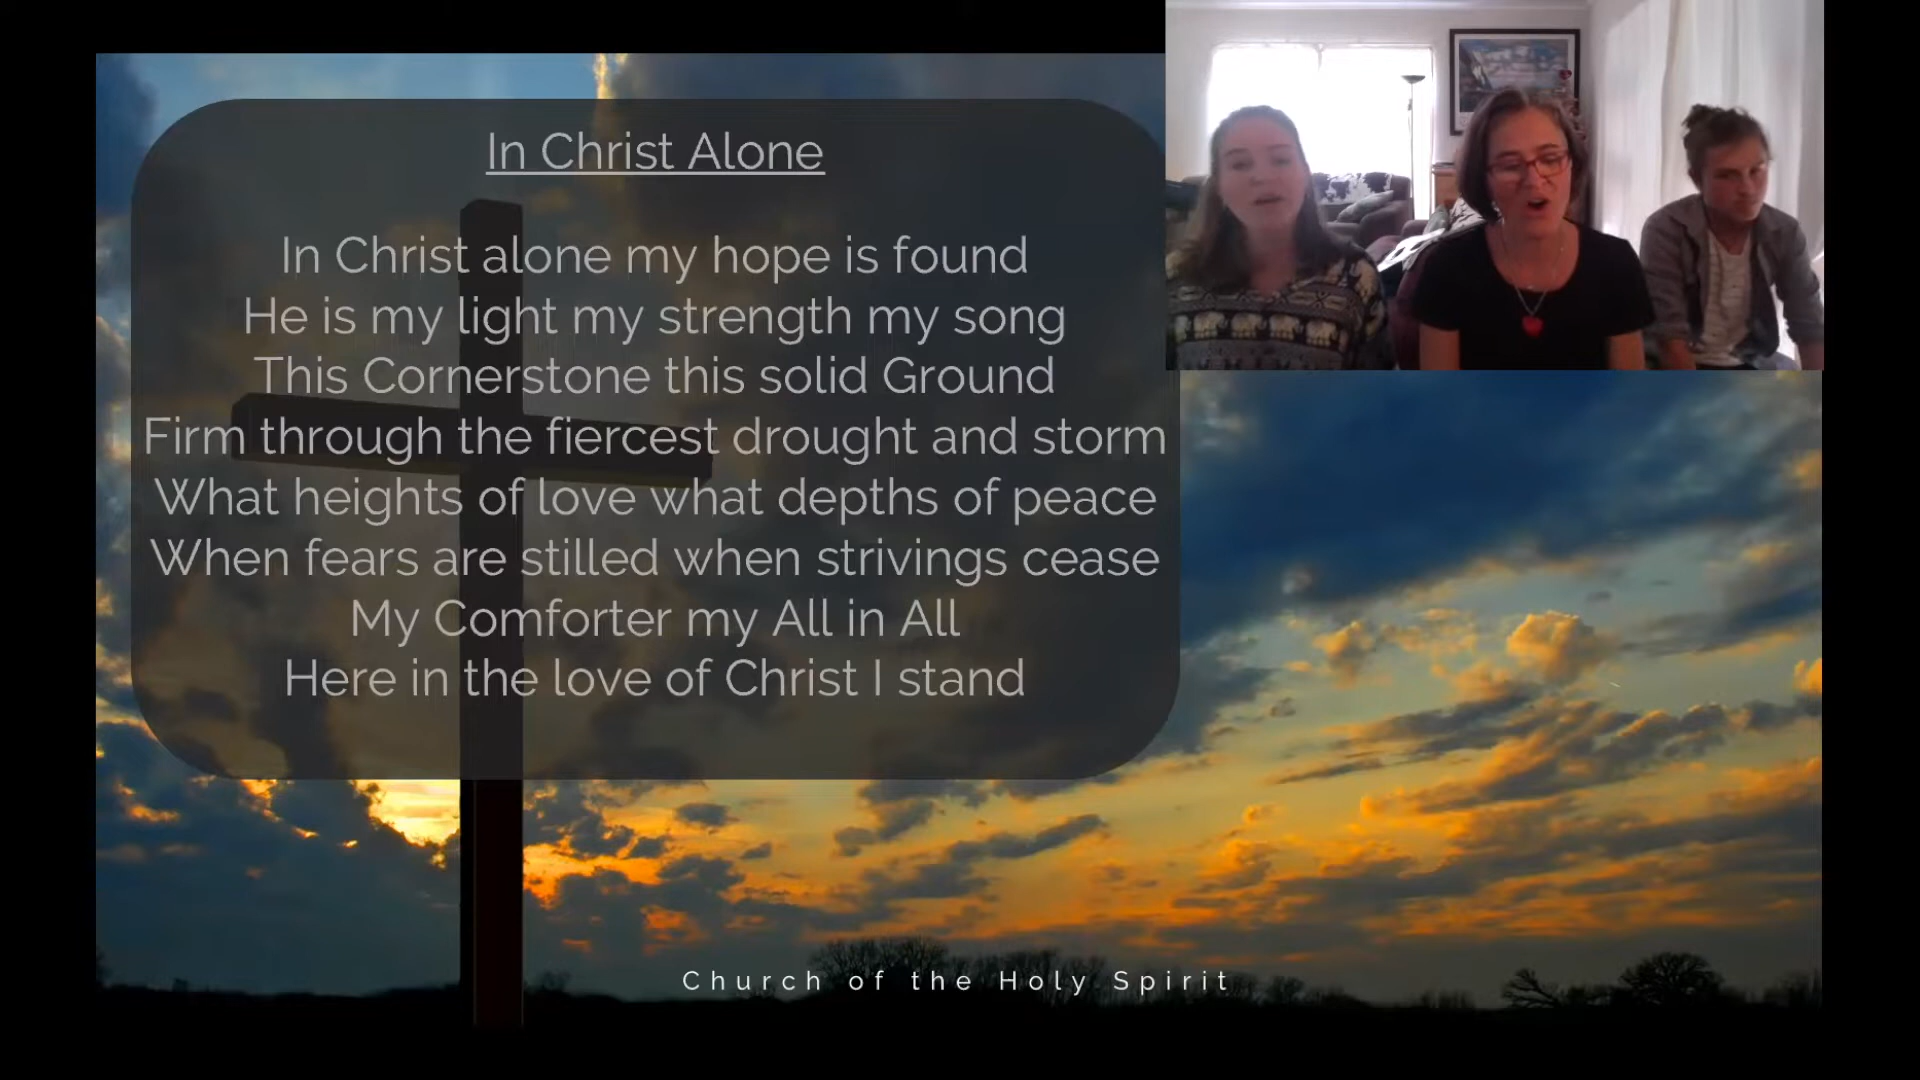 In Christ Alone
In Christ alone my hope is found
He is my light my strength my song
This Cornerstone this solid Ground
Firm through the fiercest drought and storm
What heights of love what depths of peace
When fears are stilled when strivings cease
My Comforter my All in All
Here in the love of Christ I stand
Church of the Holy Spirit